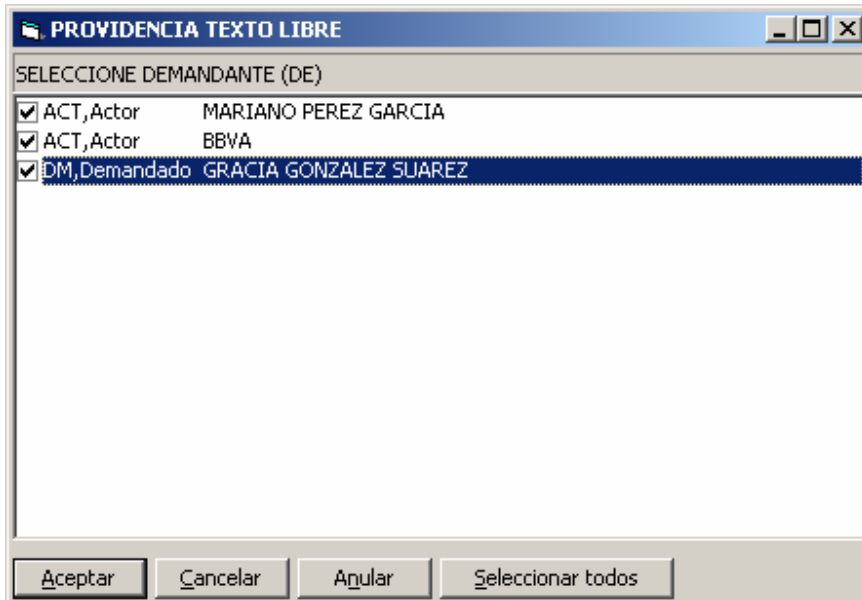 PROVIDENCIA TEXTO LIBRE
SELECCIONE DEMANDANTE (DE)
ACT,Actor MARIANO PEREZ GARCIA
ACT,Actor BBVA
DM,Demandado GRACIA GONZALEZ SUAREZ
Aceptar Cancelar Anular Seleccionar todos